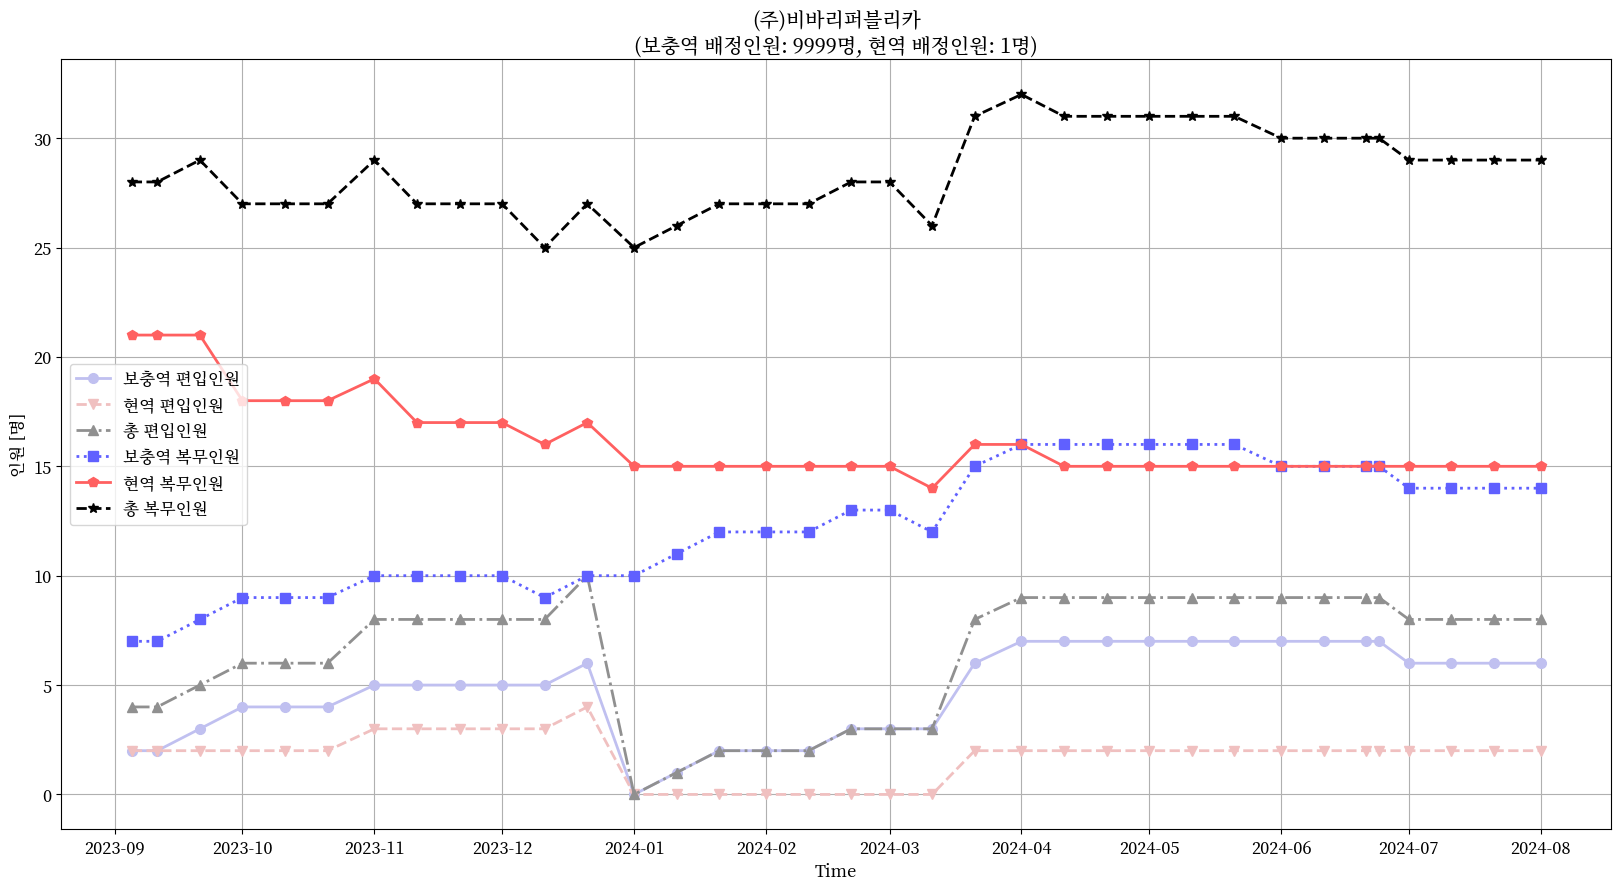 (주)비바리퍼블리카
(보충역 배정인원: 9999명, 현역 배정인원: 1명)
인원 [명]
30
25
20
15
10
5
0
보충역 편입인원
현역 편입인원
총 편입인원
보충역 복무인원
현역 복무인원
총 복무인원
2023-09 2023-10 2023-11 2023-12 2024-01 2024-02 2024-03 2024-04 2024-05 2024-06 2024-07 2024-08
Time